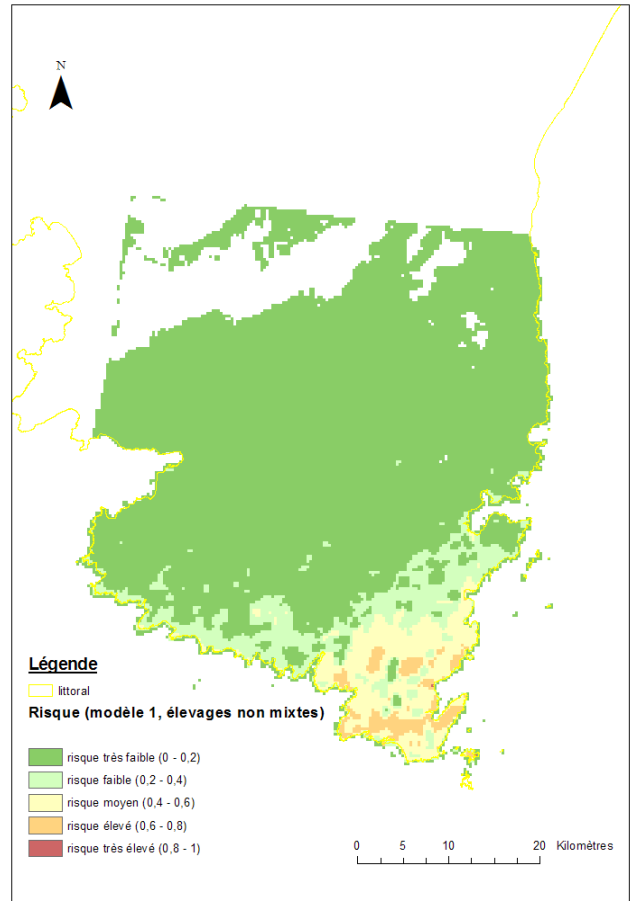 N
Légende
littoral
Risque (modèle 1, élevages non mixtes)
risque très faible (0 - 0,2)
risque faible (0,2 - 0,4)
risque moyen (0,4 - 0,6)
risque élevé (0,6 - 0,8)
risque très élevé (0,8 - 1)
0 5 10 20 Kilomètres